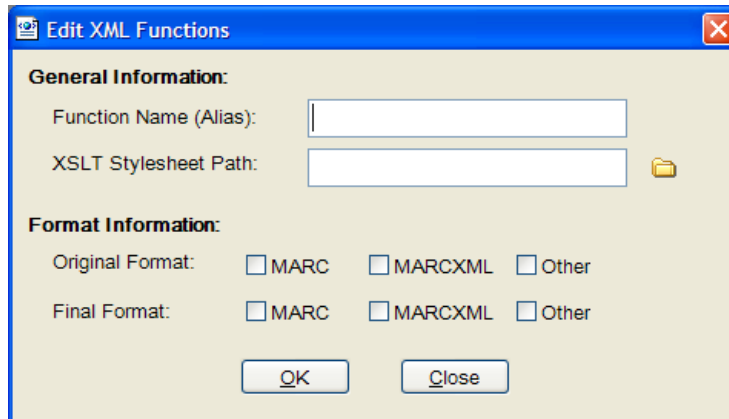 Edit XML Functions
General Information:
Function Name (Alias):
XSLT Stylesheet Path:
Format Information:
Original Format: MARC MARCXML Other
Final Format: MARC MARCXML Other
OK Close